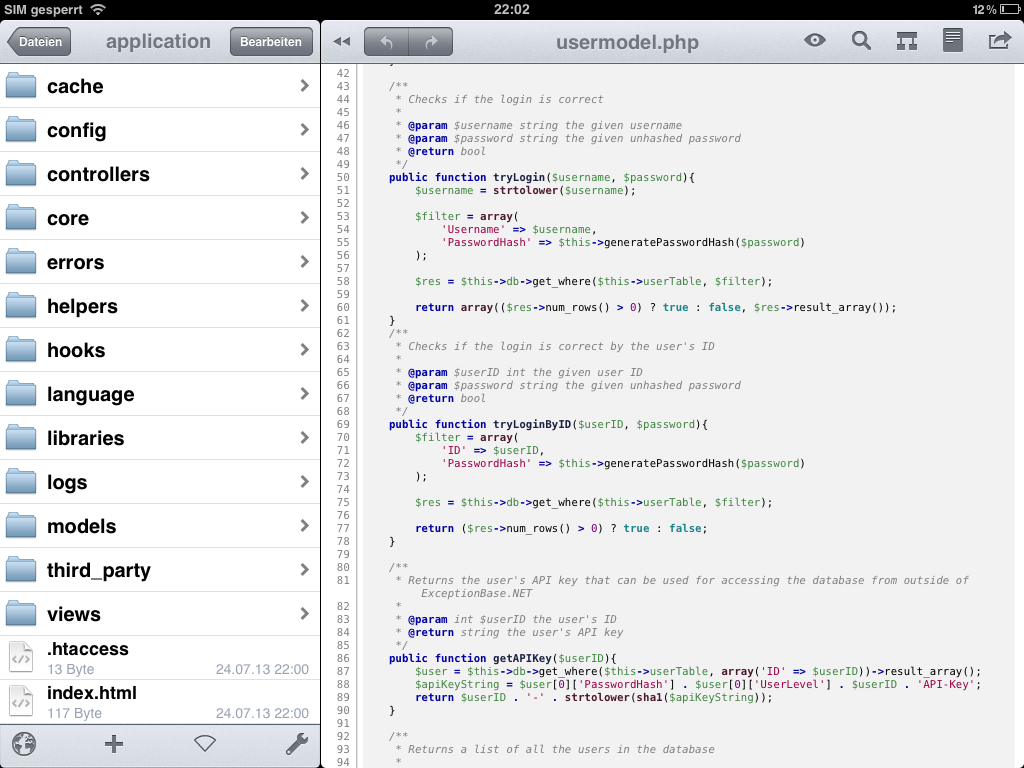 SIM gesperrt
22:02
12 %
Dateien
application
Bearbeiten
usermodel.php
cache
config
controllers
core
errors
helpers
hooks
language
libraries
logs
models
third_party
views
.htaccess
13 Byte 24.07.13 22:00
index.html
117 Byte 24.07.13 22:00
42
43 /**
44 * Checks if the login is correct
45 *
46 * @param $username string the given username
47 * @param $password string the given unhashed password
48 * @return bool
49 */
50 public function tryLogin($username, $password){
51 $username = strtolower($username);
52
53 $filter = array(
54 'Username' => $username,
55 'PasswordHash' => $this->generatePasswordHash($password)
56 );
57
58 $res = $this->db->get_where($this->userTable, $filter);
59
60 return array(($res->num_rows() > 0) ? true : false, $res->result_array());
61 }
62 /**
63 * Checks if the login is correct by the user's ID
64 *
65 * @param $userID int the given user ID
66 * @param $password string the given unhashed password
67 * @return bool
68 */
69 public function tryLoginByID($userID, $password){
70 $filter = array(
71 'ID' => $userID,
72 'PasswordHash' => $this->generatePasswordHash($password)
73 );
74
75 $res = $this->db->get_where($this->userTable, $filter);
76
77 return ($res->num_rows() > 0) ? true : false;
78 }
79
80 /**
81 * Returns the user's API key that can be used for accessing the database from outside of
ExceptionBase.NET
82 *
83 * @param int $userID the user's ID
84 * @return string the user's API key
85 */
86 public function getAPIKey($userID){
87 $user = $this->db->get_where($this->userTable, array('ID' => $userID))->result_array();
88 $apiKeyString = $user[0]['PasswordHash'] . $user[0]['UserLevel'] . $userID . 'API-Key';
89 return $userID . '-' . strtolower(sha1($apiKeyString));
90 }
91
92 /**
93 * Returns a list of all the users in the database
94 *